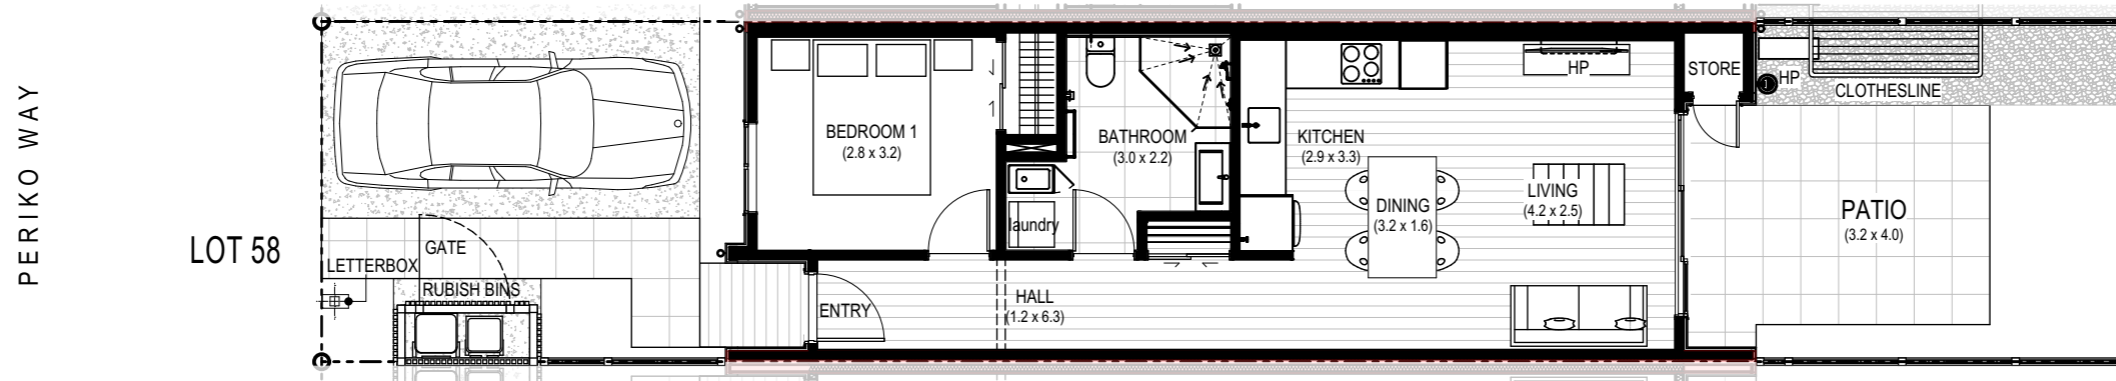 PERIKO WAY
LOT 58
LETTERBOX
GATE
RUBISH BINS
ENTRY
BEDROOM 1
(2.8 x 3.2)
laundry
BATHROOM
(3.0 x 2.2)
HALL
(1.2 x 6.3)
KITCHEN
(2.9 x 3.3)
DINING
(3.2 x 1.6)
HP
LIVING
(4.2 x 2.5)
STORE
HP
CLOTHESLINE
PATIO
(3.2 x 4.0)